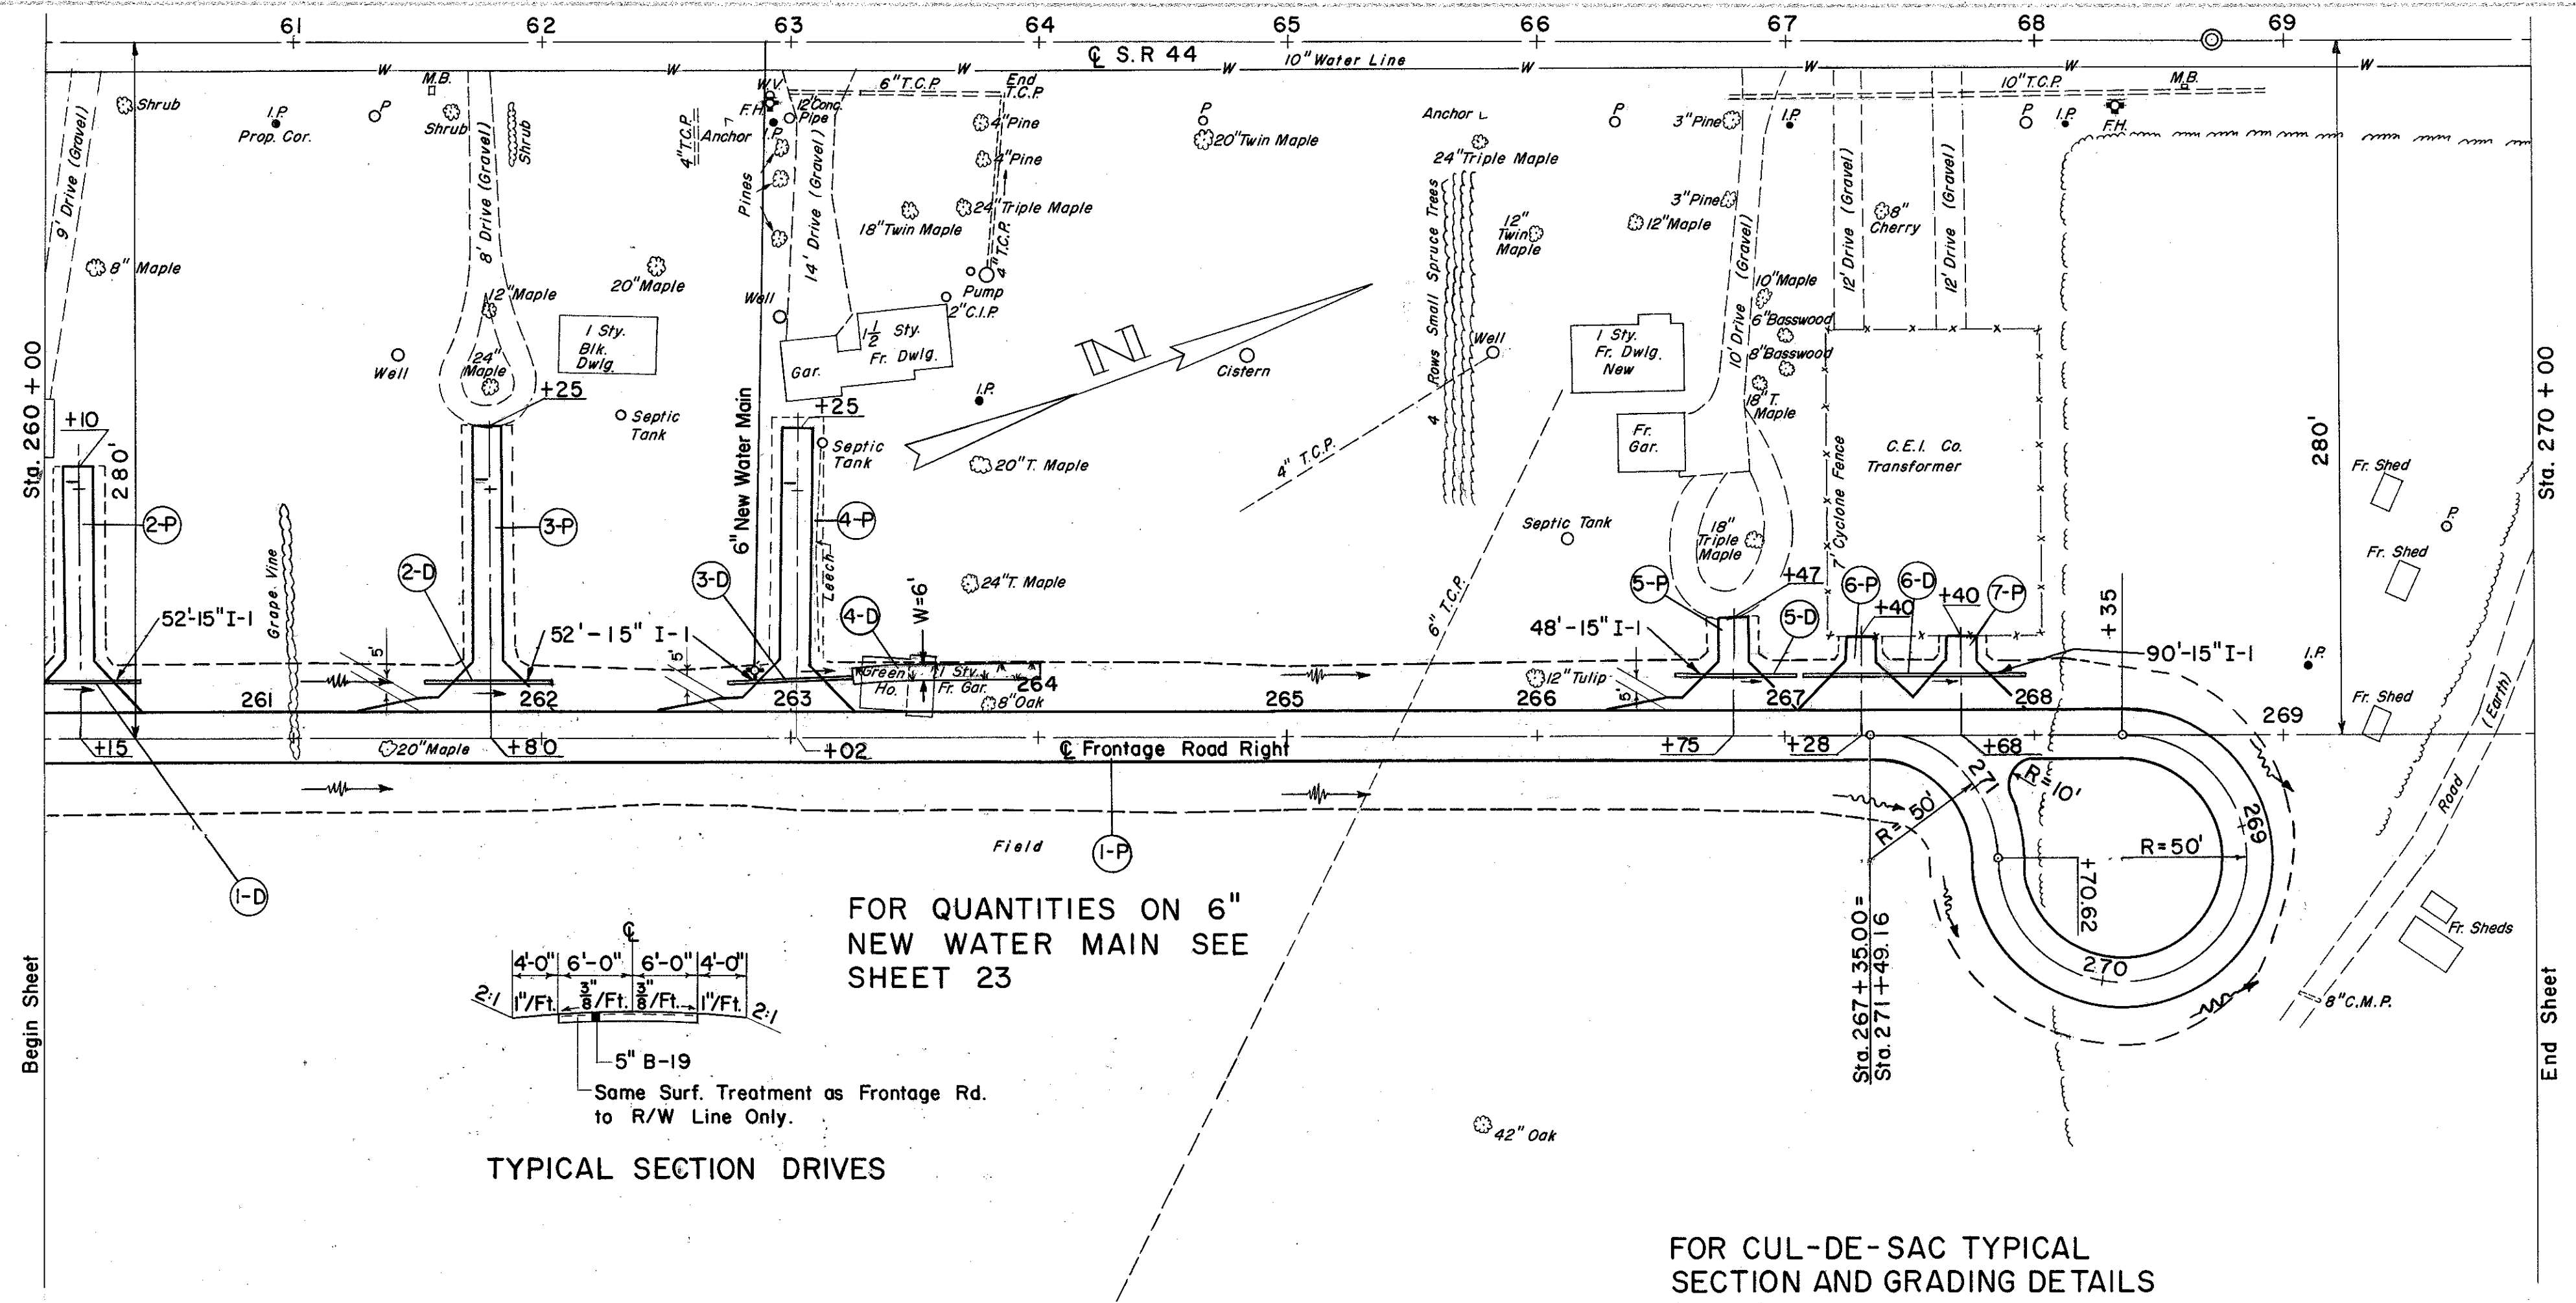 61
62
63
64
65
66
67
68
69
℄ S.R 44
10" Water Line
W
W
W
W
W
W
W
W
M.B.
W.V.
6" T.C.P.
End
T.C.P.
10" T.C.P.
M.B.
Shrub
I.P.
Prop. Cor.
P
Shrub
Shrub
4" T.C.P.
F.H.
Anchor
I.P.
12" Conc.
Pipe
4" Pine
P
20" Twin Maple
Anchor
24" Triple Maple
P
3" Pine
I.P.
P
I.P.
F.H.
9' Drive (Gravel)
8' Drive (Gravel)
Pines
14' Drive (Gravel)
4" Pine
18" Twin Maple
24" Triple Maple
4" T.C.P.
4 Rows Small Spruce Trees
12"
Twin
Maple
12" Maple
3" Pine
10' Drive (Gravel)
12' Drive (Gravel)
8"
Cherry
12' Drive (Gravel)
8" Maple
12" Maple
20" Maple
Well
Pump
2" C.I.P.
10" Maple
6" Basswood
8" Basswood
18" T.
Maple
Well
24"
Maple
1 Sty.
Blk.
Dwlg.
Gar.
1 1/2 Sty.
Fr. Dwlg.
N
Cistern
Well
1 Sty.
Fr. Dwlg.
New
Sta. 260 + 00
Sta. 270 + 00
+10
280'
+25
Septic
Tank
6" New Water Main
+25
I.P.
Septic
Tank
20" T. Maple
4" T.C.P.
Fr.
Gar.
7' Cyclone Fence
C.E.I. Co.
Transformer
280'
Fr. Shed
2-P
3-P
4-P
Septic Tank
18"
Triple
Maple
P.
Fr. Shed
Grape Vine
2-D
3-D
Leech
4-D
W=6'
24" T. Maple
6" T.C.P.
5-P
+47
5-D
6-P
+40
6-D
+40
7-P
+35
52'-15" I-1
5'
52'-15" I-1
5'
Green
Ho.
1 Sty.
Fr. Gar.
8" Oak
12" Tulip
48'-15" I-1
5'
90'-15" I-1
I.P.
Fr. Shed
Road
(Earth)
261
262
263
264
265
266
267
268
269
+15
20" Maple
+80
+02
℄ Frontage Road Right
+75
+28
+68
271
R=10'
R=50'
269
R=50'
+70.62
270
Field
1-P
1-D
FOR QUANTITIES ON 6"
NEW WATER MAIN SEE
SHEET 23
Sta. 267+35.00=
Sta. 271+49.16
Fr. Sheds
8" C.M.P.
Begin Sheet
End Sheet
℄
4'-0" 6'-0" 6'-0" 4'-0"
2:1 1"/Ft. 3/8"/Ft. 3/8"/Ft. 1"/Ft. 2:1
5" B-19
Same Surf. Treatment as Frontage Rd.
to R/W Line Only.
TYPICAL SECTION DRIVES
42" Oak
FOR CUL-DE-SAC TYPICAL
SECTION AND GRADING DETAILS